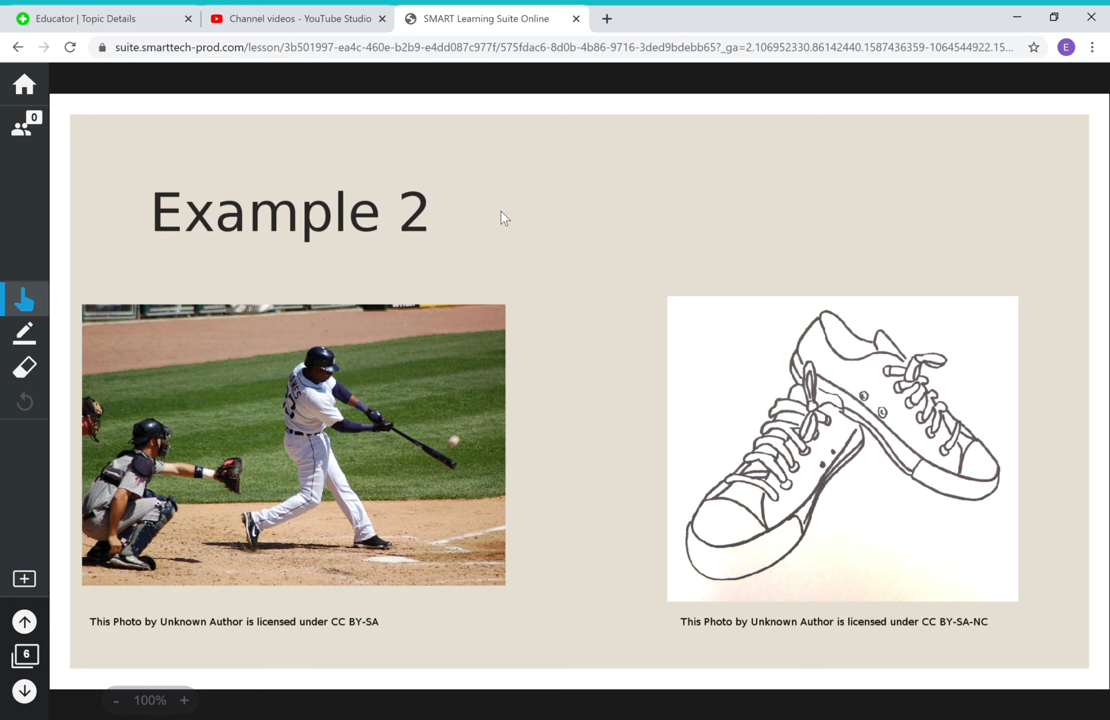 Educator | Topic Details
Channel videos - YouTube Studio
SMART Learning Suite Online
suite.smarttech-prod.com/lesson/3b501997-ea4c-460e-b2b9-e4dd087c977f/575fdac6-8d0b-4b86-9716-3ded9bdebb65?_ga=2.106952330.86142440.1587436359-1064544922.15...
E
0
Example 2
This Photo by Unknown Author is licensed under CC BY-SA
This Photo by Unknown Author is licensed under CC BY-SA-NC
6
- 100% +